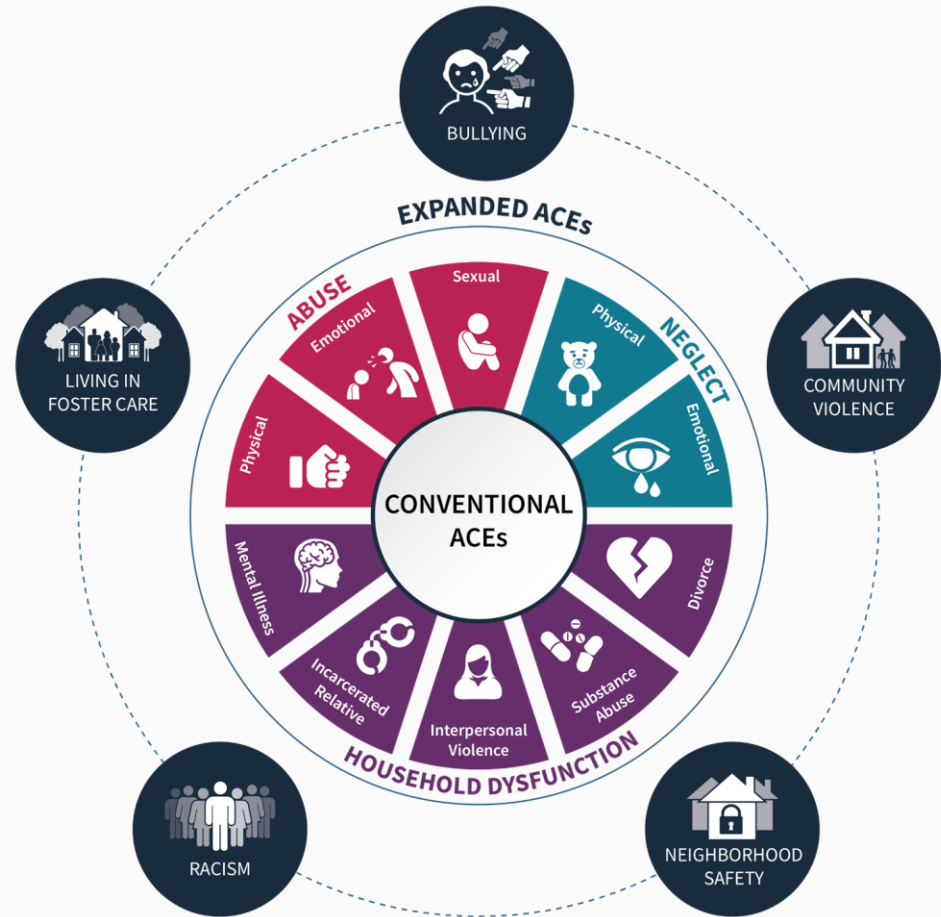 BULLYING
EXPANDED ACEs
ABUSE
Sexual
Emotional
Physical
NEGLECT
Physical
Emotional
LIVING IN
FOSTER CARE
COMMUNITY
VIOLENCE
Physical
CONVENTIONAL
ACEs
Mental Illness
Divorce
Incarcerated
Relative
Interpersonal
Violence
Substance
Abuse
HOUSEHOLD DYSFUNCTION
RACISM
NEIGHBORHOOD
SAFETY